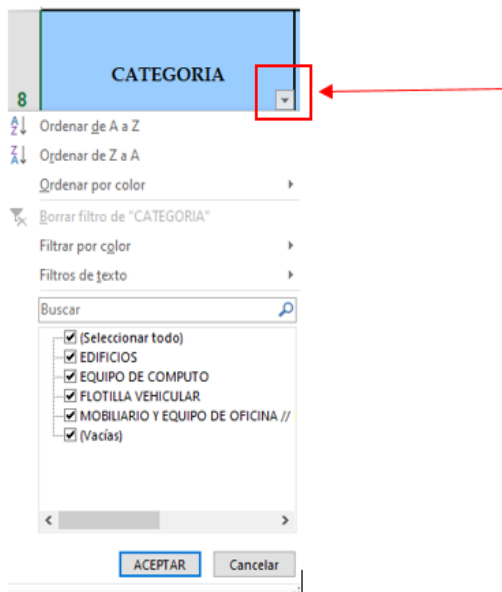 CATEGORIA
8
Ordenar de A a Z
Ordenar de Z a A
Ordenar por color
Borrar filtro de "CATEGORIA"
Filtrar por color
Filtros de texto
Buscar
(Seleccionar todo)
EDIFICIOS
EQUIPO DE COMPUTO
FLOTILLA VEHICULAR
MOBILIARIO Y EQUIPO DE OFICINA //
(Vacías)
ACEPTAR Cancelar